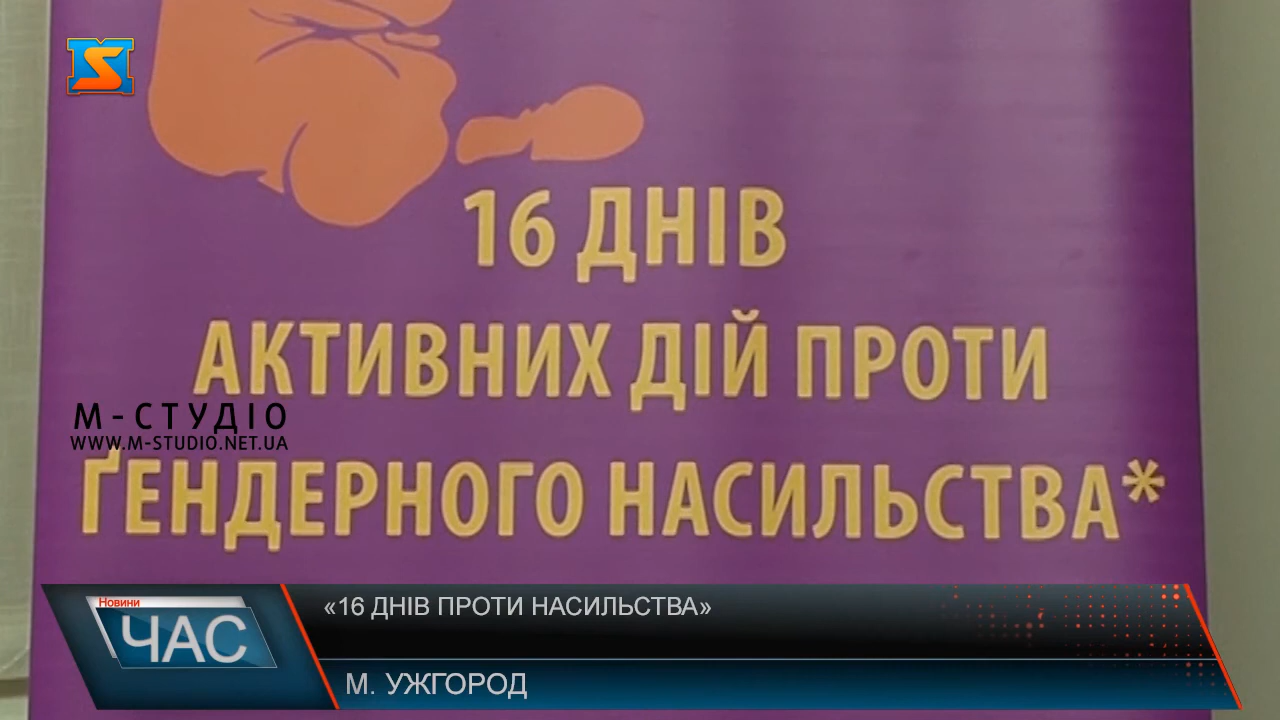 16 ДНІВ
АКТИВНИХ ДІЙ ПРОТИ
М-СТУДІО
WWW.M-STUDIO.NET.UA
ҐЕНДЕРНОГО НАСИЛЬСТВА*
Новини
ЧАС
«16 ДНІВ ПРОТИ НАСИЛЬСТВА»
М. УЖГОРОД